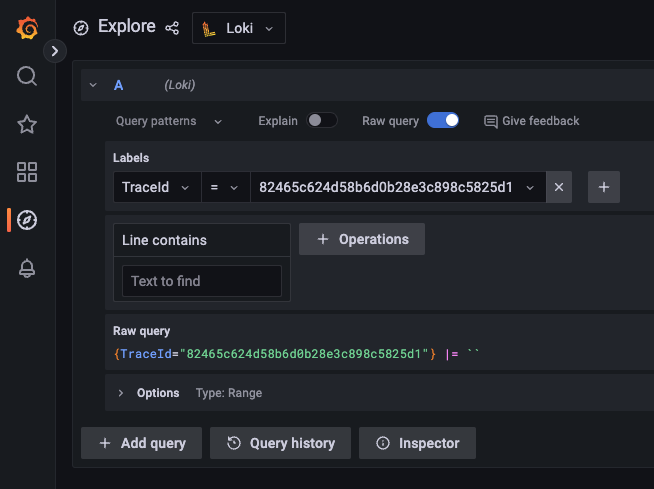 Explore
Loki
A (Loki)
Query patterns Explain Raw query Give feedback
Labels
TraceId = 82465c624d58b6d0b28e3c898c5825d1
Line contains
+ Operations
Text to find
Raw query
{TraceId="82465c624d58b6d0b28e3c898c5825d1"} |= ``
Options Type: Range
+ Add query Query history Inspector